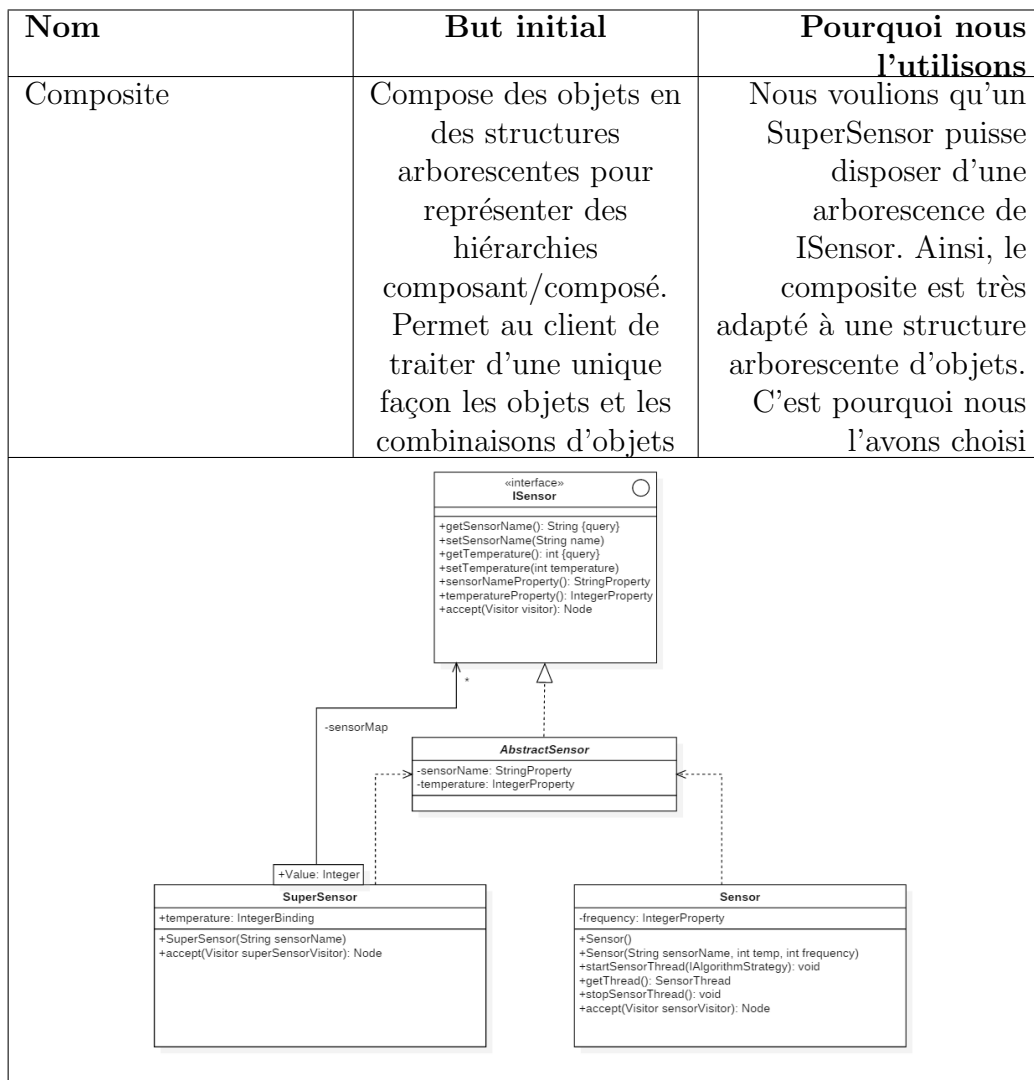 Nom
But initial
Pourquoi nous
l'utilisons
Composite
Compose des objets en
des structures
arborescentes pour
représenter des
hiérarchies
composant/composé.
Permet au client de
traiter d'une unique
façon les objets et les
combinaisons d'objets
Nous voulions qu'un
SuperSensor puisse
disposer d'une
arborescence de
ISensor. Ainsi, le
composite est très
adapté à une structure
arborescente d'objets.
C'est pourquoi nous
l'avons choisi
«interface»
ISensor
+getSensorName(): String {query}
+setSensorName(String name)
+getTemperature(): int {query}
+setTemperature(int temperature)
+sensorNameProperty(): StringProperty
+temperatureProperty(): IntegerProperty
+accept(Visitor visitor): Node
*
-sensorMap
AbstractSensor
-sensorName: StringProperty
-temperature: IntegerProperty
+Value: Integer
SuperSensor
+temperature: IntegerBinding
+SuperSensor(String sensorName)
+accept(Visitor superSensorVisitor): Node
Sensor
-frequency: IntegerProperty
+Sensor()
+Sensor(String sensorName, int temp, int frequency)
+startSensorThread(IAlgorithmStrategy): void
+getThread(): SensorThread
+stopSensorThread(): void
+accept(Visitor sensorVisitor): Node